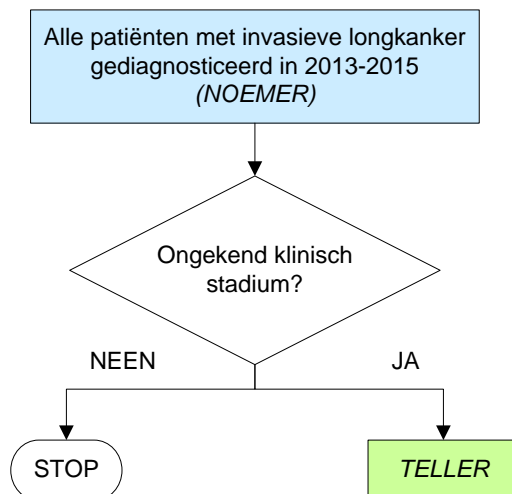 Alle patiënten met invasieve longkanker
gediagnosticeerd in 2013-2015
(NOEMER)
Ongekend klinisch
stadium?
NEEN
JA
STOP
TELLER